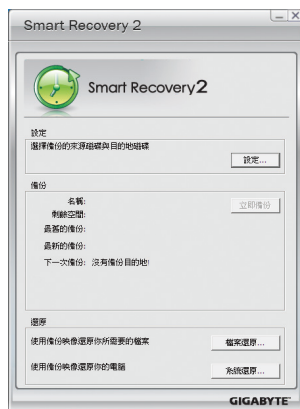 Smart Recovery 2
Smart Recovery2
設定
選擇備份的來源磁碟與目的地磁碟
設定...
備份
名稱:
立即備份
剩餘空間:
最舊的備份:
最新的備份:
下一次備份: 沒有備份目的地!
還原
使用備份映像還原你所需要的檔案
檔案還原...
使用備份映像還原你的電腦
系統還原...
GIGABYTE™